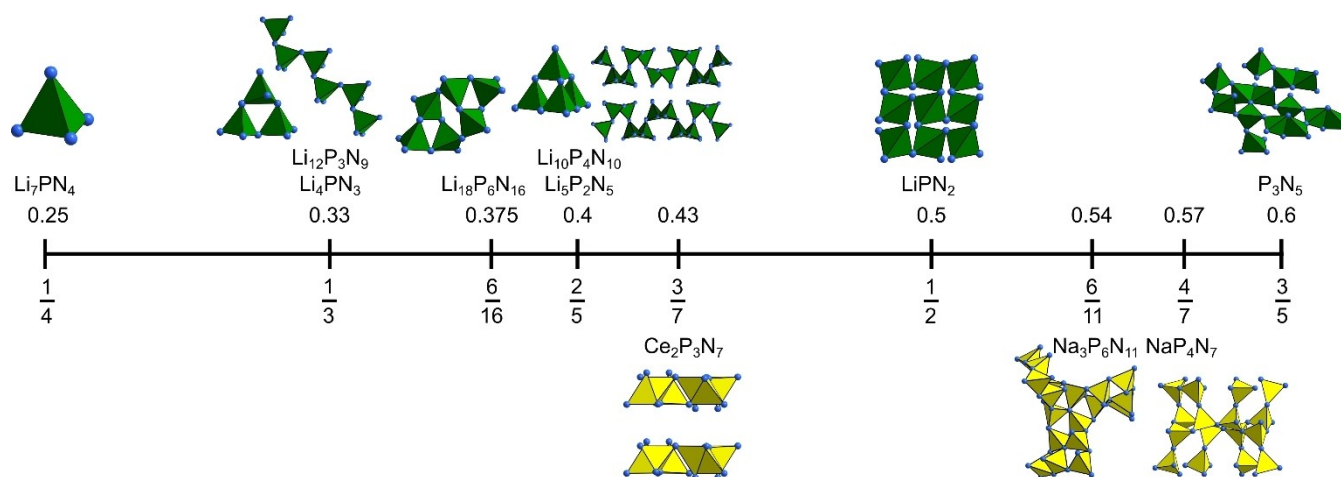 Li₁₂P₃N₉ Li₁₀P₄N₁₀
Li₇PN₄ Li₄PN₃ Li₁₈P₆N₁₆ Li₅P₂N₅ LiPN₂ P₃N₅
0.25 0.33 0.375 0.4 0.43 0.5 0.54 0.57 0.6
1/4 1/3 6/16 2/5 3/7 1/2 6/11 4/7 3/5
Ce₂P₃N₇ Na₃P₆N₁₁ NaP₄N₇